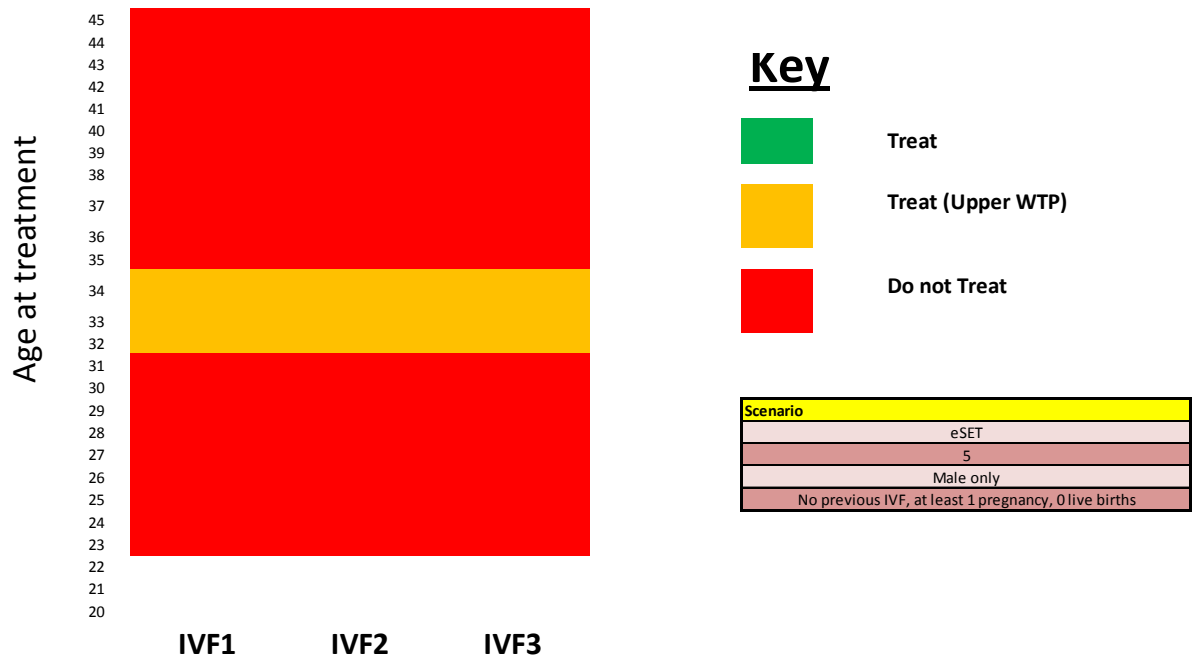 Age at treatment
45
44
43
42
41
40
39
38
37
36
35
34
33
32
31
30
29
28
27
26
25
24
23
22
21
20
IVF1 IVF2 IVF3
Key
Treat
Treat (Upper WTP)
Do not Treat
Scenario
eSET
5
Male only
No previous IVF, at least 1 pregnancy, 0 live births